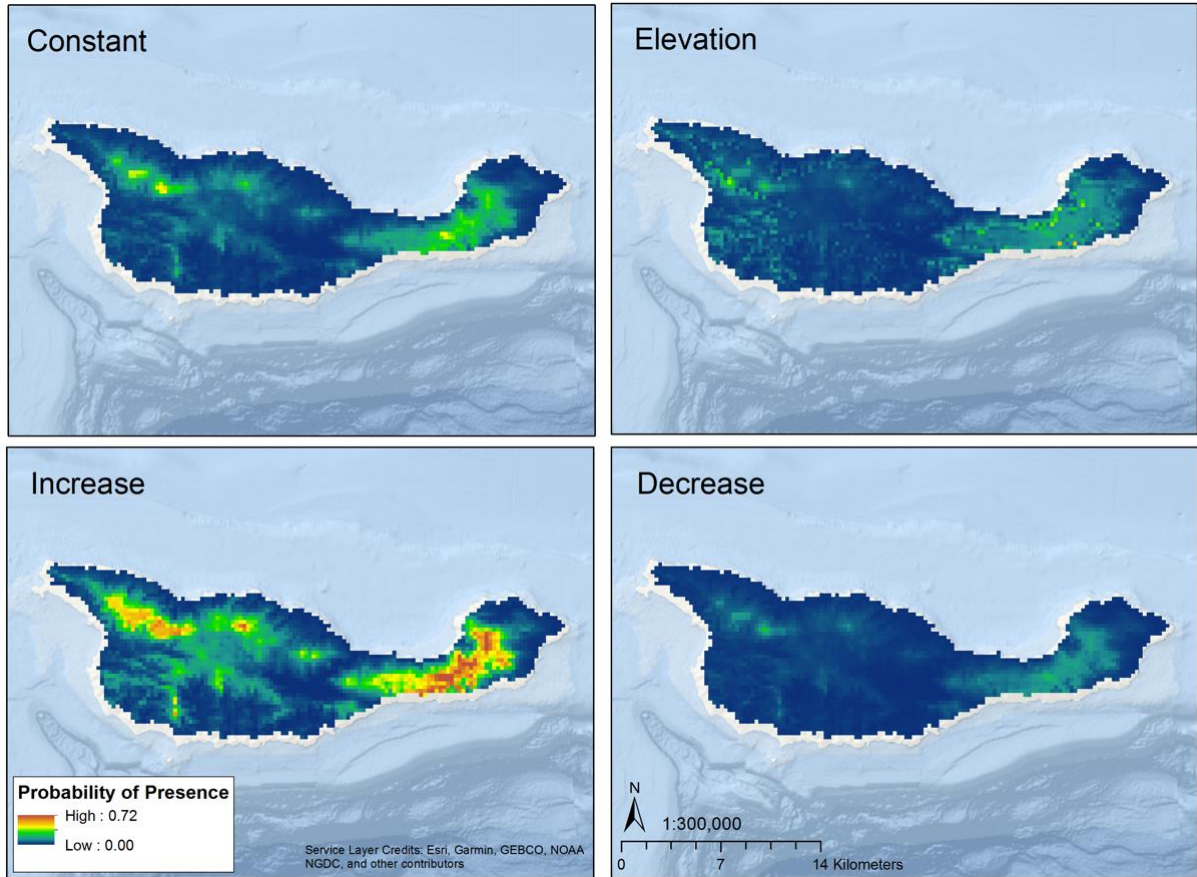 Constant
Elevation
Increase
Decrease
Probability of Presence
High : 0.72
Low : 0.00
Service Layer Credits: Esri, Garmin, GEBCO, NOAA
NGDC, and other contributors
N
1:300,000
0 7 14 Kilometers